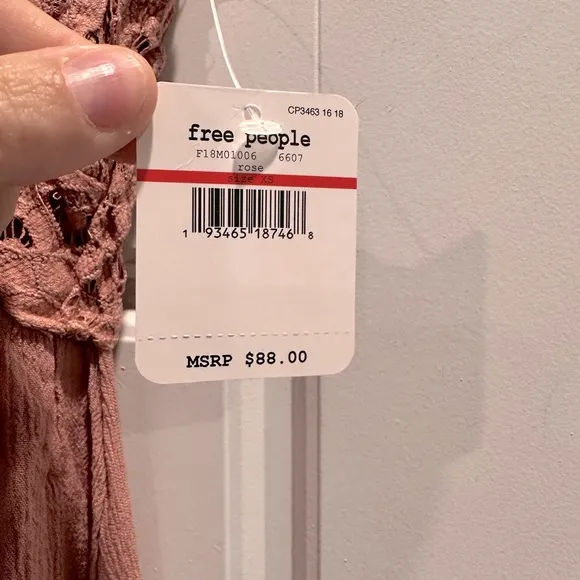 CP3463 16 18
free people
F18M01006 6607
rose
size XS
1 93465 18746 8
MSRP $88.00